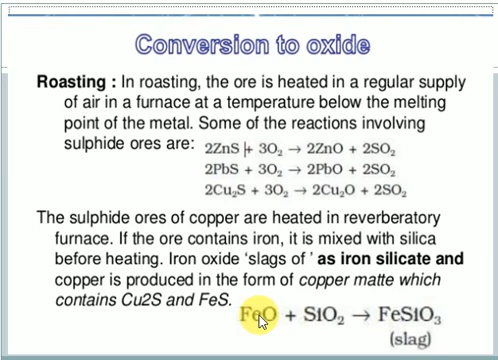 Conversion to oxide
Roasting : In roasting, the ore is heated in a regular supply
of air in a furnace at a temperature below the melting
point of the metal. Some of the reactions involving
sulphide ores are:
2ZnS + 3O₂ → 2ZnO + 2SO₂
2PbS + 3O₂ → 2PbO + 2SO₂
2Cu₂S + 3O₂ → 2Cu₂O + 2SO₂
The sulphide ores of copper are heated in reverberatory
furnace. If the ore contains iron, it is mixed with silica
before heating. Iron oxide ‘slags of ’ as iron silicate and
copper is produced in the form of copper matte which
contains Cu2S and FeS.
FeO + SiO₂ → FeSiO₃
(slag)